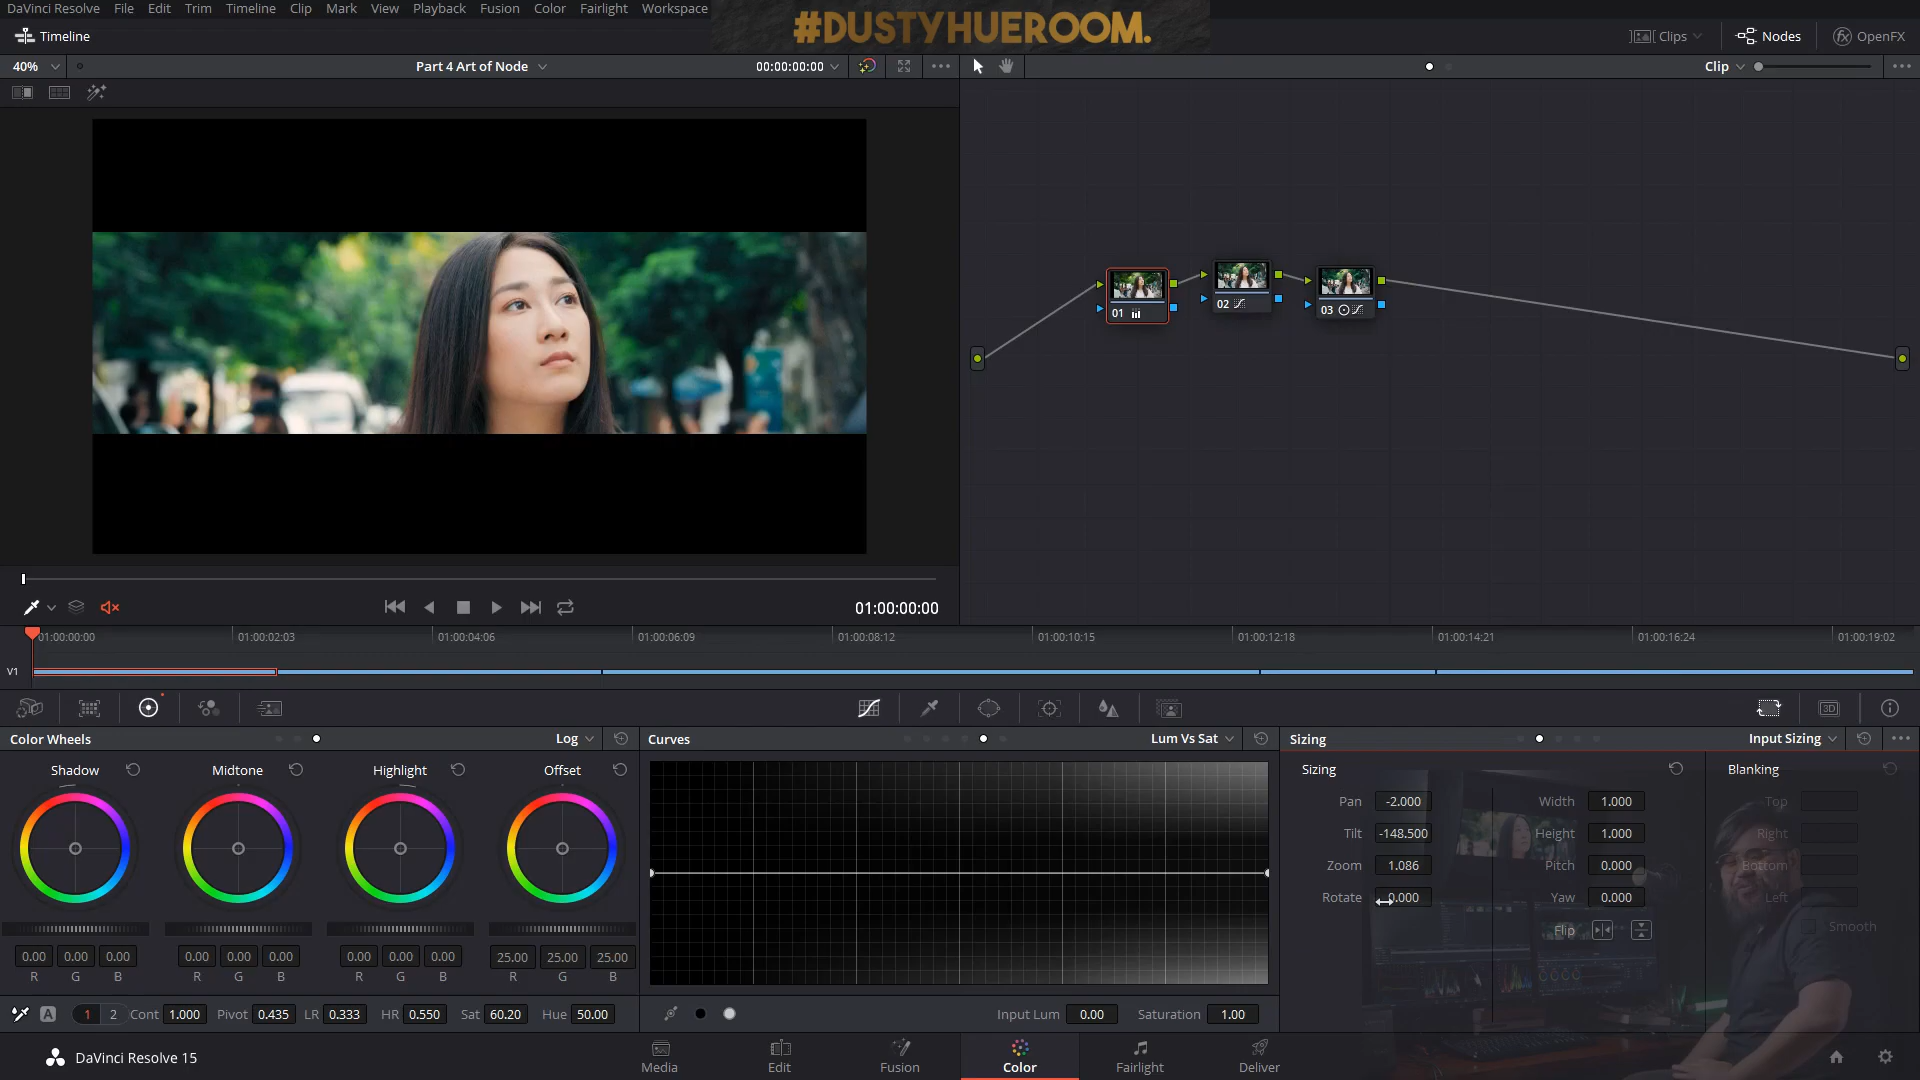 DaVinci Resolve File Edit Trim Timeline Clip Mark View Playback Fusion Color Fairlight Workspace
#DUSTYHUEROOM.
Timeline
Clips Nodes fx OpenFX
40% Part 4 Art of Node 00:00:00:00 Clip
01 02 03
01:00:00:00
01:00:00:00 01:00:02:03 01:00:04:06 01:00:06:09 01:00:08:12 01:00:10:15 01:00:12:18 01:00:14:21 01:00:16:24 01:00:19:02
V1
3D
Color Wheels Log Curves Lum Vs Sat Sizing Input Sizing
Shadow Midtone Highlight Offset Sizing Blanking
Pan -2.000 Width 1.000 Top
Tilt -148.500 Height 1.000 Right
Zoom 1.086 Pitch 0.000 Bottom
Rotate 0.000 Yaw 0.000 Left
Flip Smooth
0.00 0.00 0.00 0.00 0.00 0.00 0.00 0.00 0.00 25.00 25.00 25.00
R G B R G B R G B R G B
A 1 2 Cont 1.000 Pivot 0.435 LR 0.333 HR 0.550 Sat 60.20 Hue 50.00 Input Lum 0.00 Saturation 1.00
DaVinci Resolve 15 Media Edit Fusion Color Fairlight Deliver